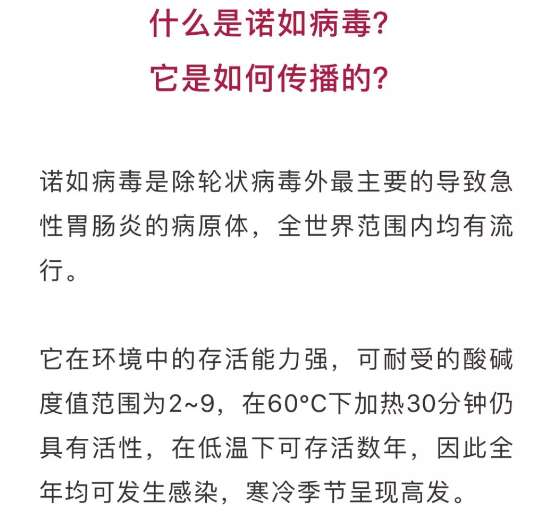 什么是诺如病毒？
它是如何传播的？
诺如病毒是除轮状病毒外最主要的导致急
性胃肠炎的病原体，全世界范围内均有流
行。
它在环境中的存活能力强，可耐受的酸碱
度值范围为2~9，在60℃下加热30分钟仍
具有活性，在低温下可存活数年，因此全
年均可发生感染，寒冷季节呈现高发。